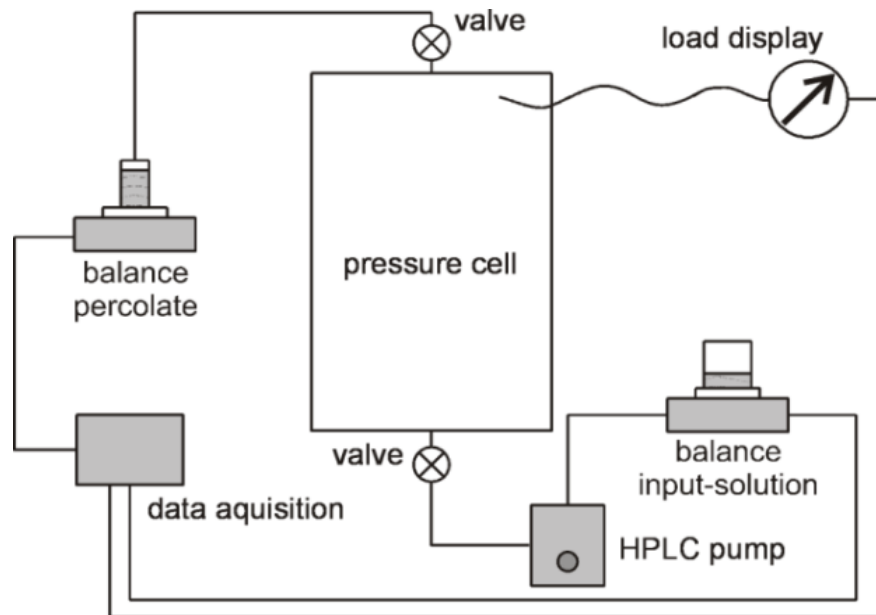 valve
load display
pressure cell
balance
percolate
valve
balance
input-solution
data aquisition
HPLC pump